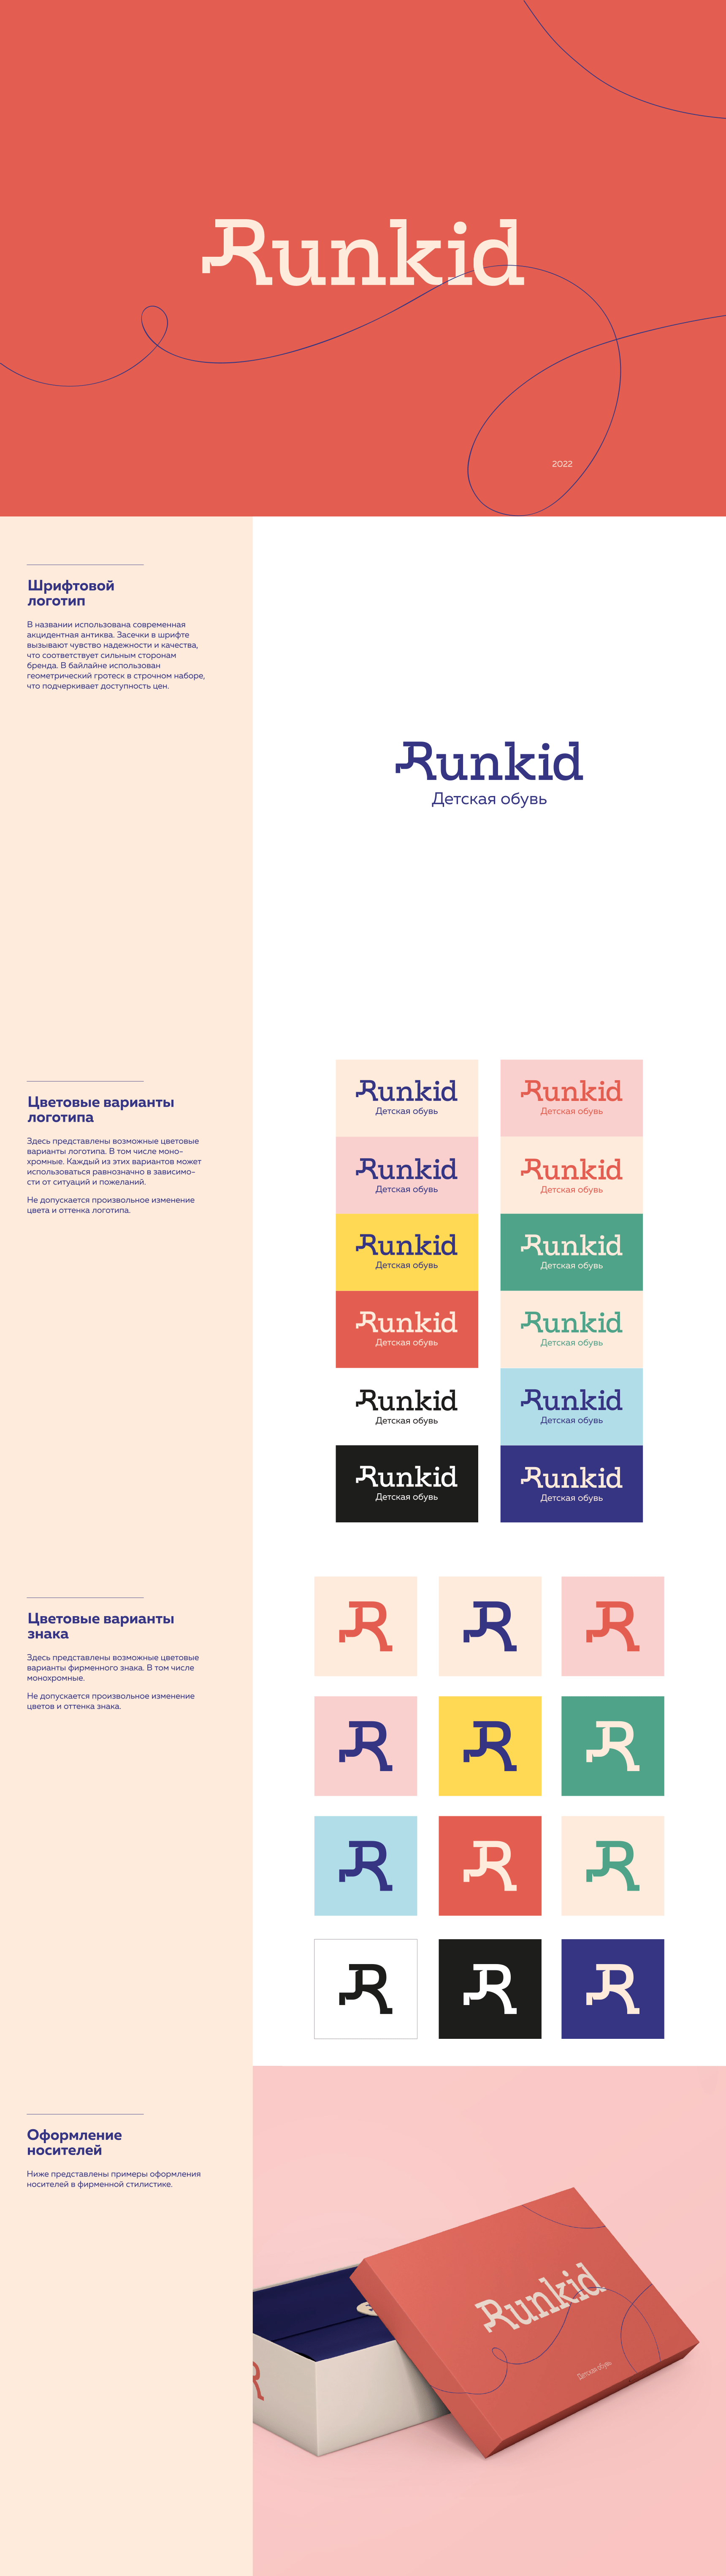 Runkid
2022
Шрифтовой
логотип
В названии использована современная
акцидентная антиква. Засечки в шрифте
вызывают чувство надежности и качества,
что соответствует сильным сторонам
бренда. В байлайне использован
геометрический гротеск в строчном наборе,
что подчеркивает доступность цен.
Runkid
Детская обувь
Цветовые варианты
логотипа
Здесь представлены возможные цветовые
варианты логотипа. В том числе моно-
хромные. Каждый из этих вариантов может
использоваться равнозначно в зависимо-
сти от ситуаций и пожеланий.
Не допускается произвольное изменение
цвета и оттенка логотипа.
Runkid
Детская обувь
Runkid
Детская обувь
Runkid
Детская обувь
Runkid
Детская обувь
Runkid
Детская обувь
Runkid
Детская обувь
Runkid
Детская обувь
Runkid
Детская обувь
Runkid
Детская обувь
Runkid
Детская обувь
Runkid
Детская обувь
Runkid
Детская обувь
Цветовые варианты
знака
Здесь представлены возможные цветовые
варианты фирменного знака. В том числе
монохромные.
Не допускается произвольное изменение
цветов и оттенка знака.
R
R
R
R
R
R
R
R
R
R
R
R
Оформление
носителей
Ниже представлены примеры оформления
носителей в фирменной стилистике.
Runkid
Детская обувь
R